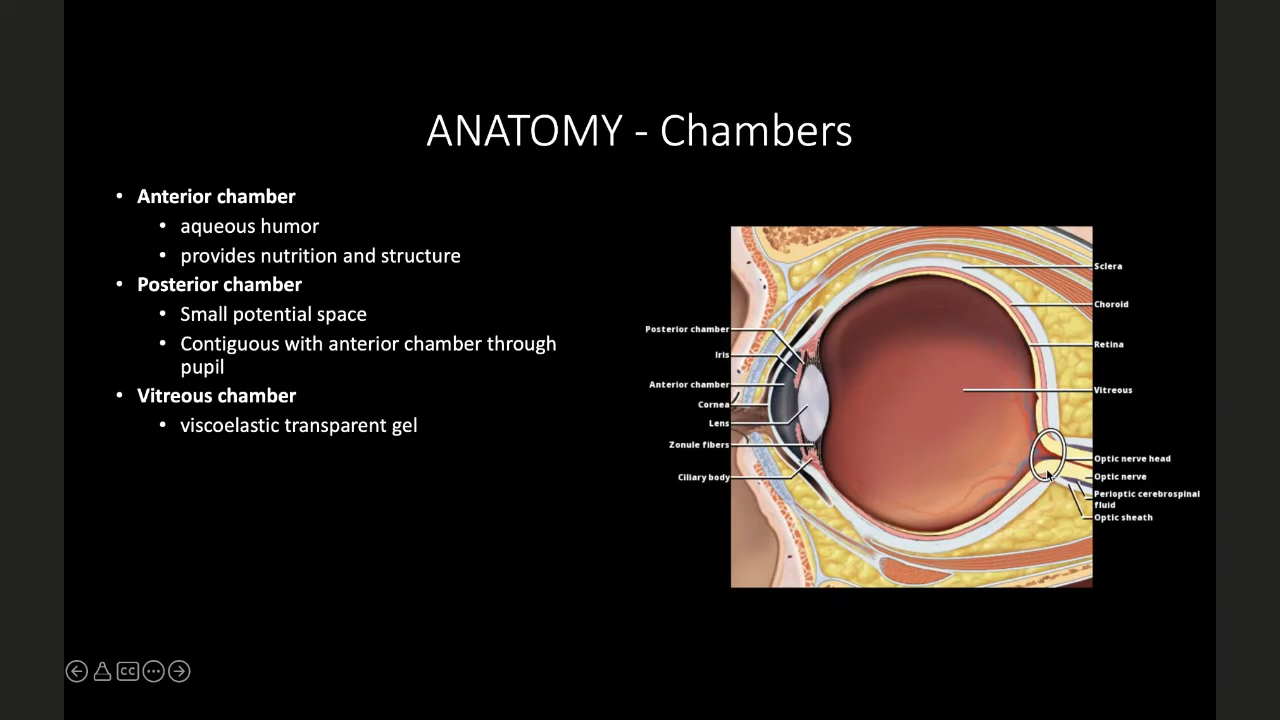 ANATOMY - Chambers
• Anterior chamber
• aqueous humor
• provides nutrition and structure
• Posterior chamber
• Small potential space
• Contiguous with anterior chamber through
pupil
• Vitreous chamber
• viscoelastic transparent gel
Posterior chamber
Iris
Anterior chamber
Cornea
Lens
Zonule fibers
Ciliary body
Sclera
Choroid
Retina
Vitreous
Optic nerve head
Optic nerve
Perioptic cerebrospinal
fluid
Optic sheath
CC